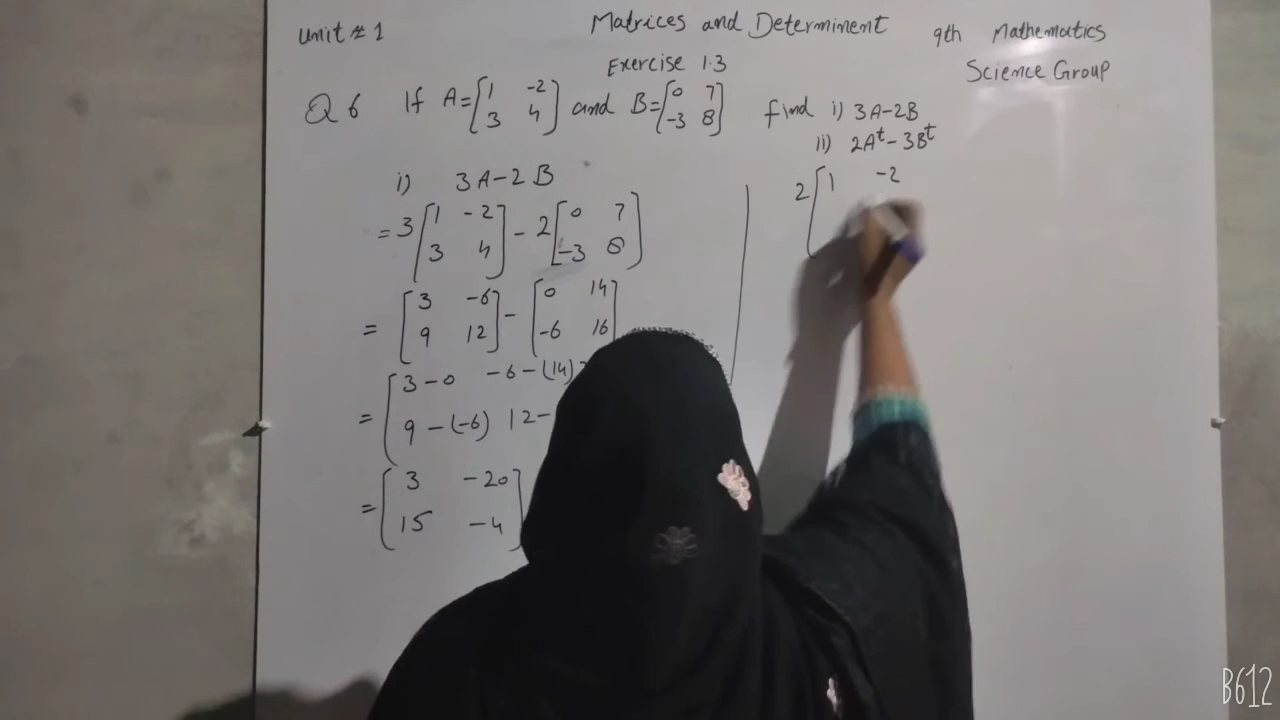 Unit # 1 Matrices and Determinent 9th Mathematics
Exercise 1.3 Science Group
Q 6 If A=[1 -2 and B=[0 7 find i) 3A-2B
3 4] -3 8] ii) 2Aᵗ-3Bᵗ
i) 3A-2B
=3[1 -2 -2[0 7
3 4] -3 8]
=[3 -6 -[0 14
9 12] -6 16]
=[3-0 -6-(14)
9-(-6) 12-
=[3 -20
15 -4]
2[1 -2
B612